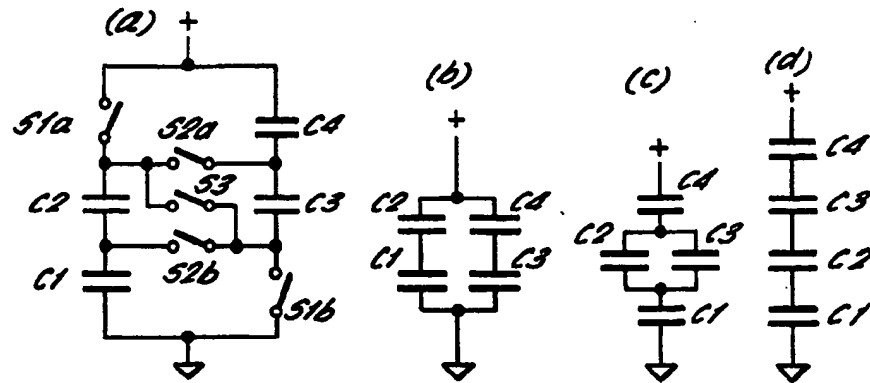 (a)
+
S1a
S2a
C4
C2
S3
C3
S2b
C1
S1b
(b)
+
C2
C4
C1
C3
(c)
+
C4
C2
C3
C1
(d)
+
C4
C3
C2
C1